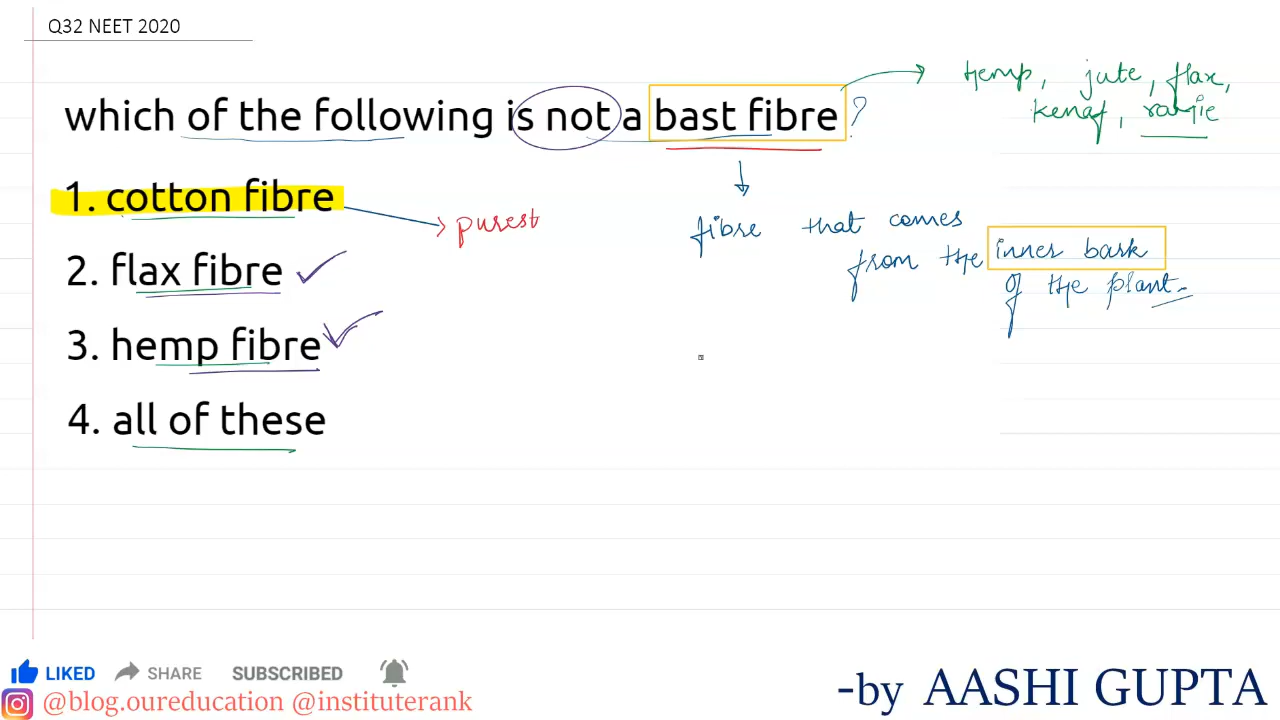 Q32 NEET 2020
hemp, jute, flax,
kenaf, ramie
which of the following is not a bast fibre ?
1. cotton fibre
purest
fibre that comes
from the inner bark
of the plant.
2. flax fibre
3. hemp fibre
4. all of these
LIKED SHARE SUBSCRIBED
@blog.oureducation @instituterank
-by AASHI GUPTA